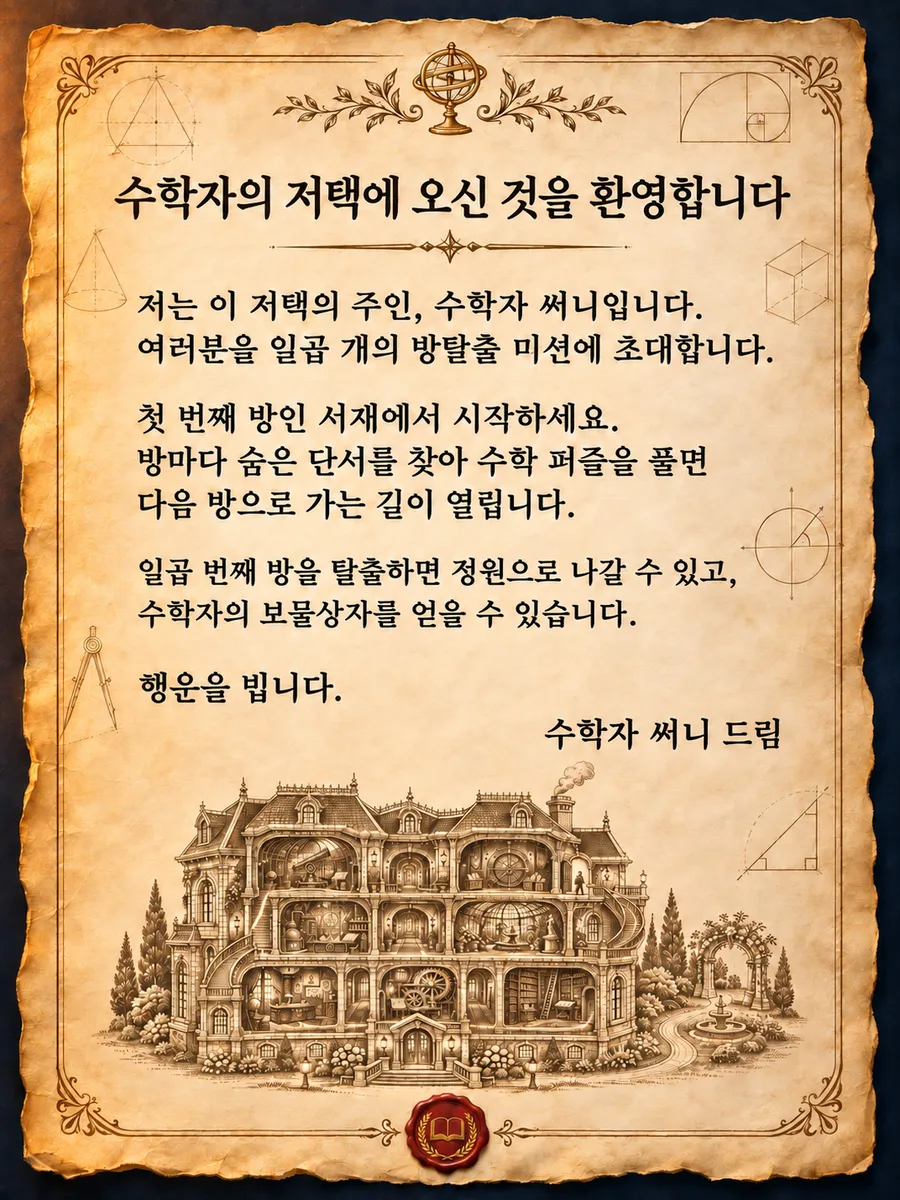 수학자의 저택에 오신 것을 환영합니다
저는 이 저택의 주인, 수학자 써니입니다.
여러분을 일곱 개의 방탈출 미션에 초대합니다.
첫 번째 방인 서재에서 시작하세요.
방마다 숨은 단서를 찾아 수학 퍼즐을 풀면
다음 방으로 가는 길이 열립니다.
일곱 번째 방을 탈출하면 정원으로 나갈 수 있고,
수학자의 보물상자를 얻을 수 있습니다.
행운을 빕니다.
수학자 써니 드림